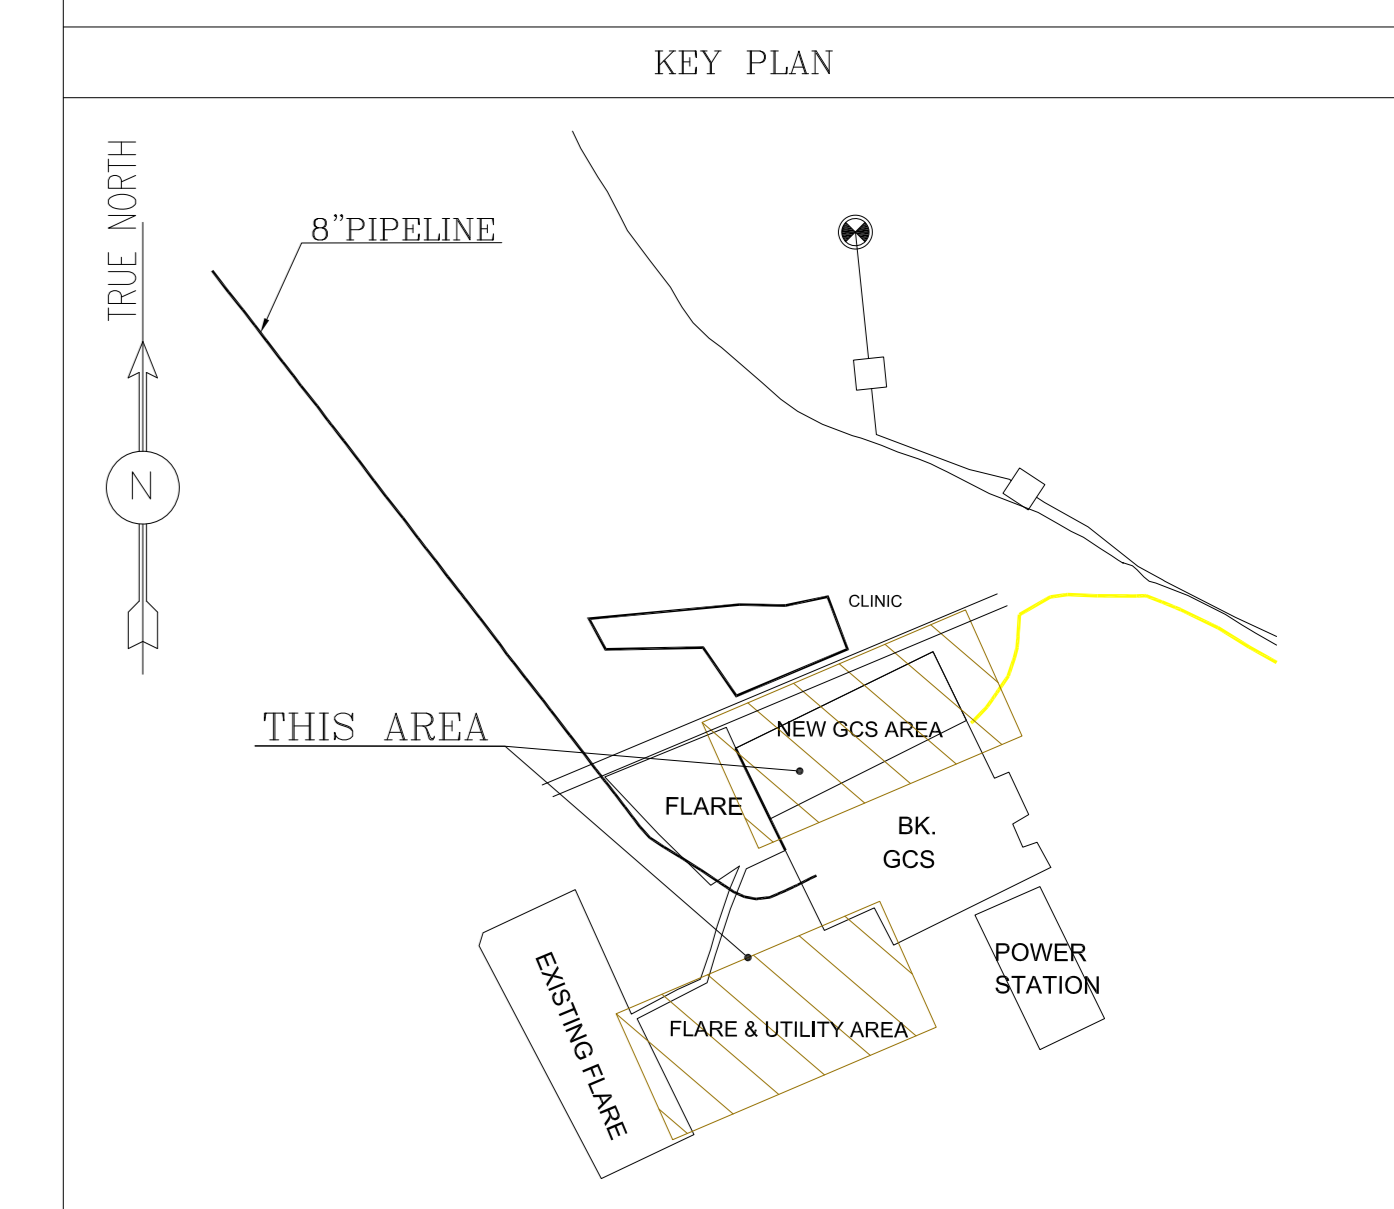 KEY PLAN
TRUE NORTH
8”PIPELINE
N
CLINIC
THIS AREA
NEW GCS AREA
FLARE
BK.
GCS
POWER
STATION
EXISTING FLARE
FLARE & UTILITY AREA